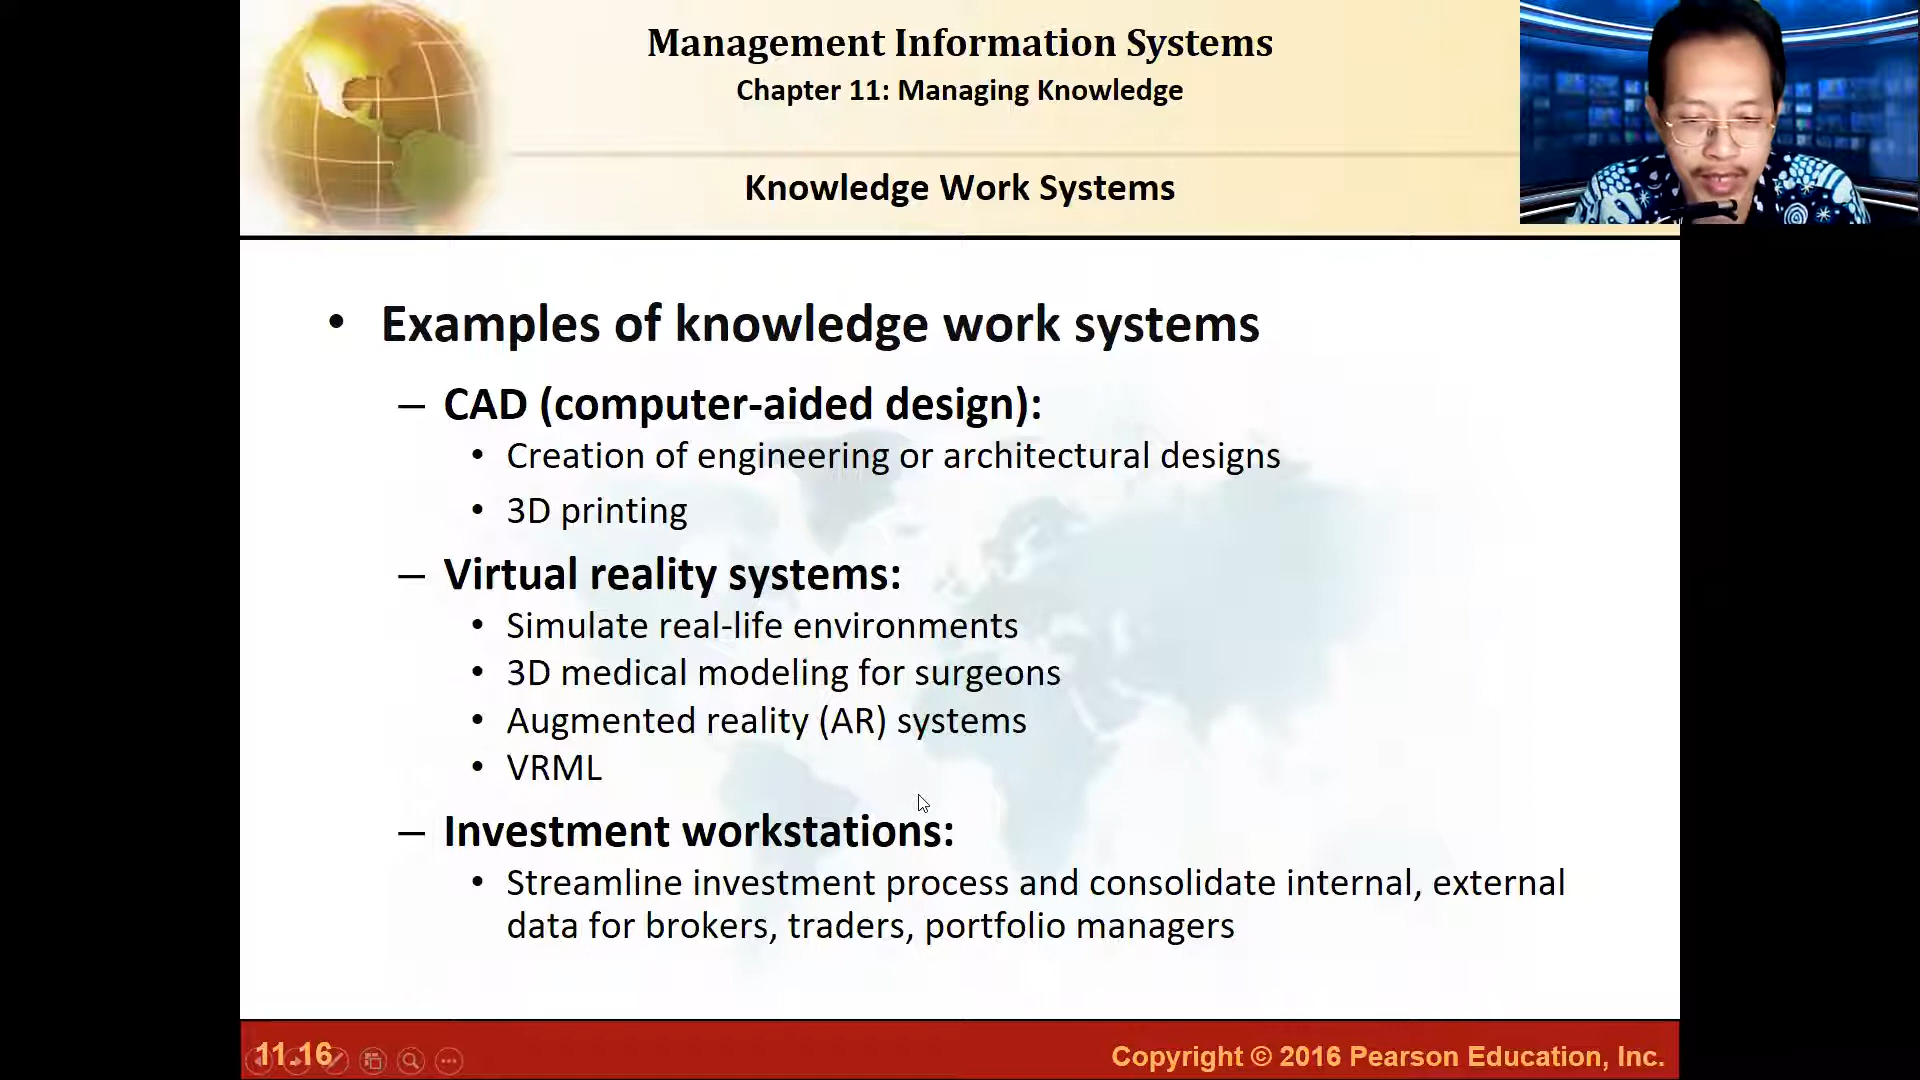 Management Information Systems
Chapter 11: Managing Knowledge
Knowledge Work Systems
• Examples of knowledge work systems
– CAD (computer-aided design):
• Creation of engineering or architectural designs
• 3D printing
– Virtual reality systems:
• Simulate real-life environments
• 3D medical modeling for surgeons
• Augmented reality (AR) systems
• VRML
– Investment workstations:
• Streamline investment process and consolidate internal, external
data for brokers, traders, portfolio managers
11.16
Copyright © 2016 Pearson Education, Inc.